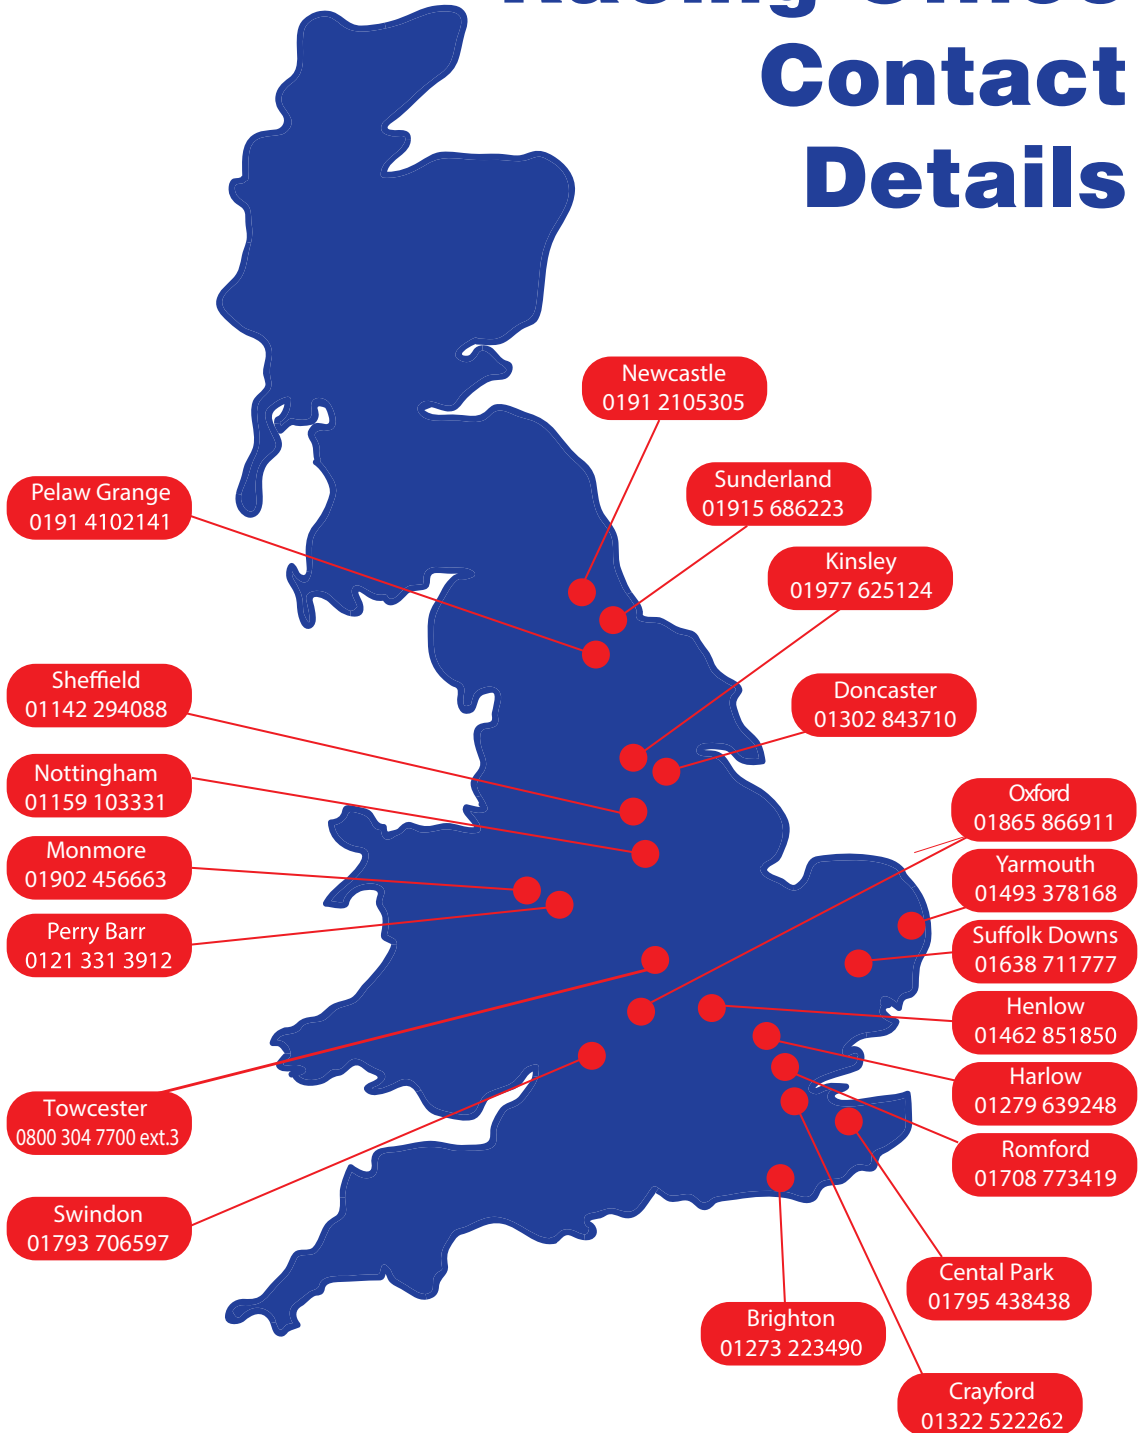 Racing Office
Contact
Details
Newcastle
0191 2105305
Sunderland
01915 686223
Pelaw Grange
0191 4102141
Kinsley
01977 625124
Sheffield
01142 294088
Doncaster
01302 843710
Nottingham
01159 103331
Oxford
01865 866911
Monmore
01902 456663
Yarmouth
01493 378168
Perry Barr
0121 331 3912
Suffolk Downs
01638 711777
Henlow
01462 851850
Harlow
01279 639248
Towcester
0800 304 7700 ext.3
Romford
01708 773419
Swindon
01793 706597
Cental Park
01795 438438
Brighton
01273 223490
Crayford
01322 522262